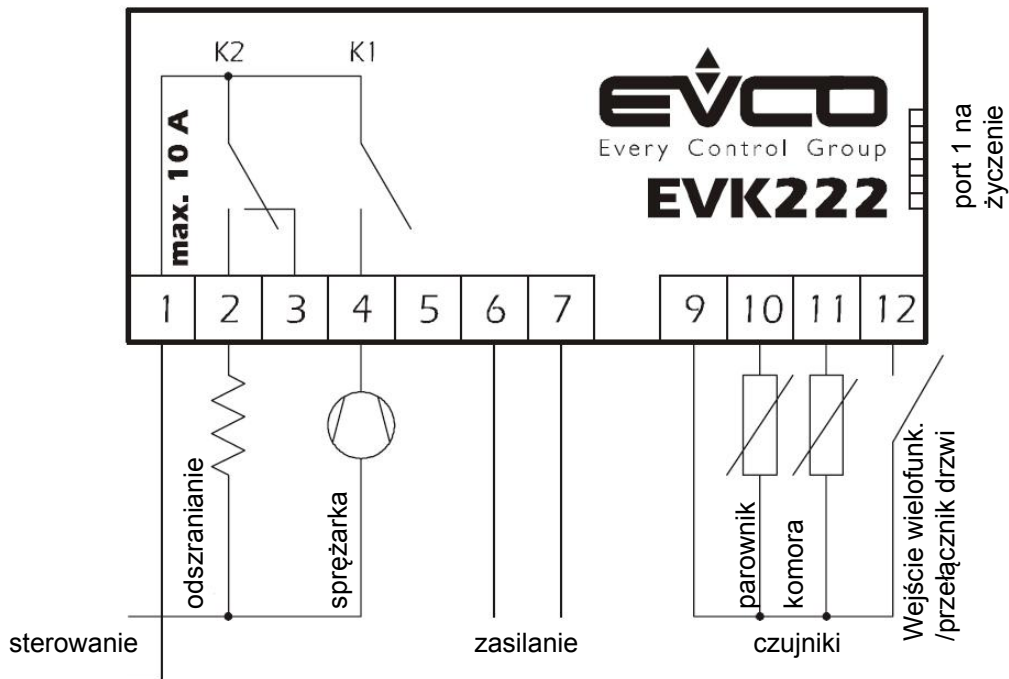 K2
K1
max. 10 A
EVCO
Every Control Group
EVK222
port 1 na
życzenie
1 2 3 4 5 6 7 9 10 11 12
odszranianie
sprężarka
parownik
komora
Wejście wielofunk.
/przełącznik drzwi
sterowanie
zasilanie
czujniki